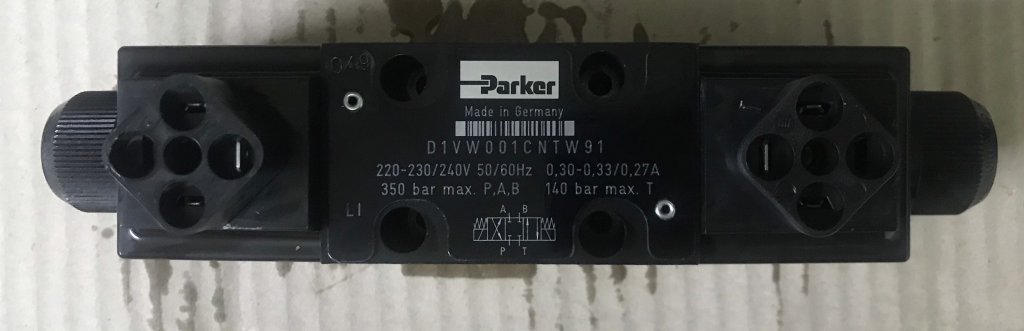 049
Parker
Made in Germany
D1VW001CNTW91
220-230/240V 50/60Hz 0,30-0,33/0,27A
350 bar max. P,A,B 140 bar max. T
LI
A B
P T